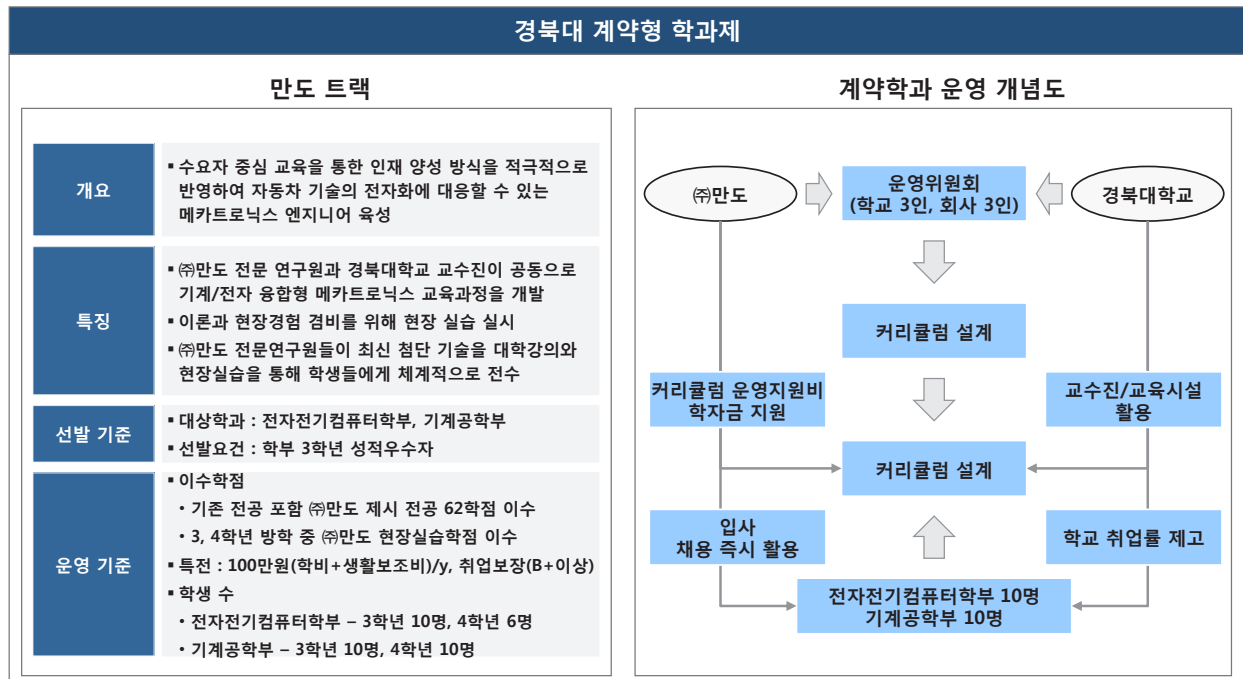 경북대 계약형 학과제
만도 트랙
개요
▪ 수요자 중심 교육을 통한 인재 양성 방식을 적극적으로
반영하여 자동차 기술의 전자화에 대응할 수 있는
메카트로닉스 엔지니어 육성
특징
▪ ㈜만도 전문 연구원과 경북대학교 교수진이 공동으로
기계/전자 융합형 메카트로닉스 교육과정을 개발
▪ 이론과 현장경험 겸비를 위해 현장 실습 실시
▪ ㈜만도 전문연구원들이 최신 첨단 기술을 대학강의와
현장실습을 통해 학생들에게 체계적으로 전수
선발 기준
▪ 대상학과 : 전자전기컴퓨터학부, 기계공학부
▪ 선발요건 : 학부 3학년 성적우수자
운영 기준
▪ 이수학점
• 기존 전공 포함 ㈜만도 제시 전공 62학점 이수
• 3, 4학년 방학 중 ㈜만도 현장실습학점 이수
▪ 특전 : 100만원(학비+생활보조비)/y, 취업보장(B+이상)
▪ 학생 수
• 전자전기컴퓨터학부 – 3학년 10명, 4학년 6명
• 기계공학부 – 3학년 10명, 4학년 10명
계약학과 운영 개념도
㈜만도
운영위원회
(학교 3인, 회사 3인)
경북대학교
커리큘럼 설계
커리큘럼 운영지원비
학자금 지원
교수진/교육시설
활용
커리큘럼 설계
입사
채용 즉시 활용
학교 취업률 제고
전자전기컴퓨터학부 10명
기계공학부 10명